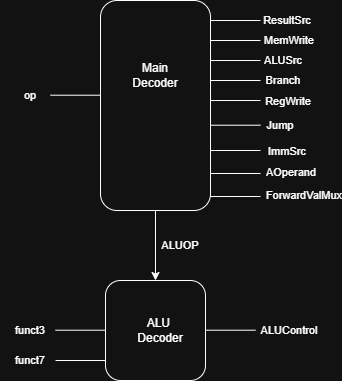 ResultSrc
MemWrite
Main
Decoder
ALUSrc
Branch
op
RegWrite
Jump
ImmSrc
AOperand
ForwardValMux
ALUOP
funct3
ALU
Decoder
ALUControl
funct7